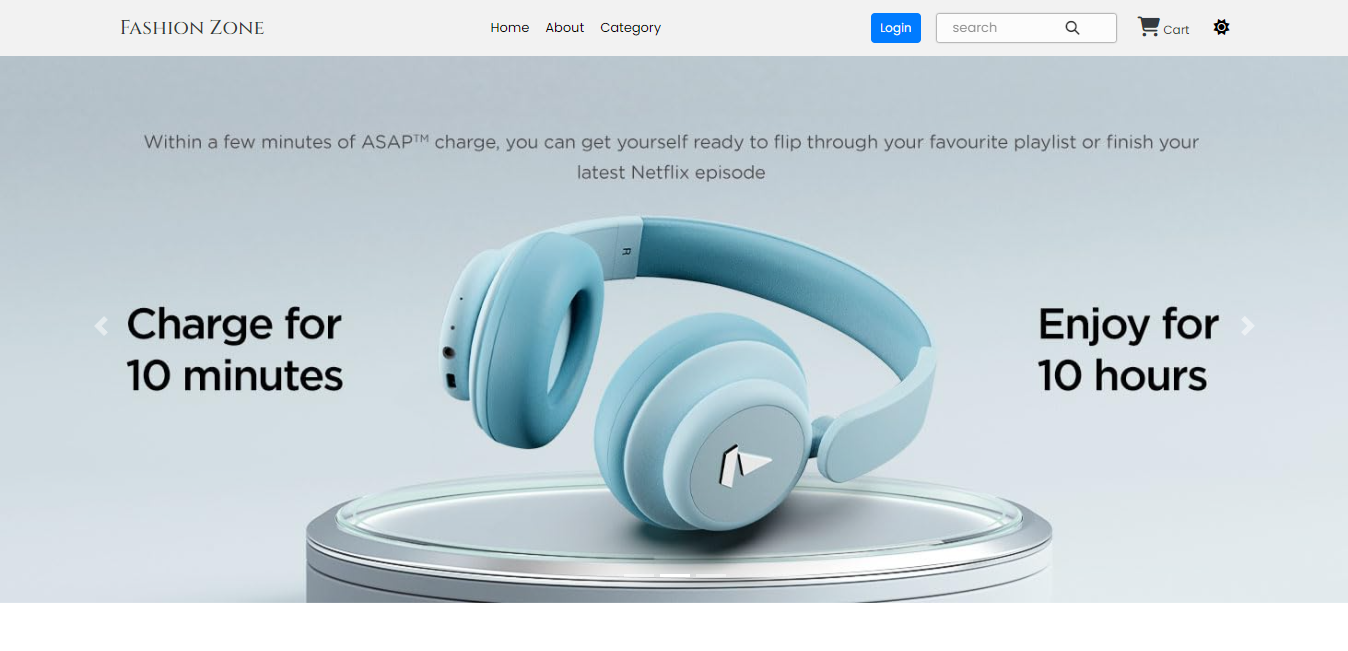 FASHION ZONE
Home About Category
Login
search
Cart
Within a few minutes of ASAP™ charge, you can get yourself ready to flip through your favourite playlist or finish your
latest Netflix episode
R
Charge for
10 minutes
Enjoy for
10 hours